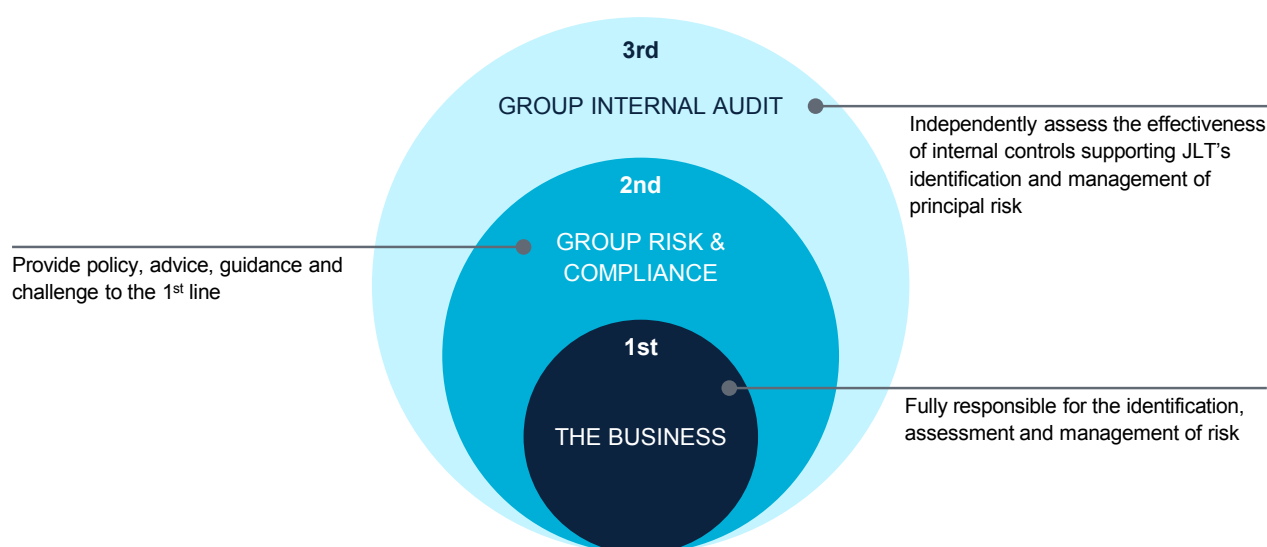 3rd
GROUP INTERNAL AUDIT
Independently assess the effectiveness
of internal controls supporting JLT’s
identification and management of
principal risk
2nd
GROUP RISK &
COMPLIANCE
Provide policy, advice, guidance and
challenge to the 1st line
1st
THE BUSINESS
Fully responsible for the identification,
assessment and management of risk